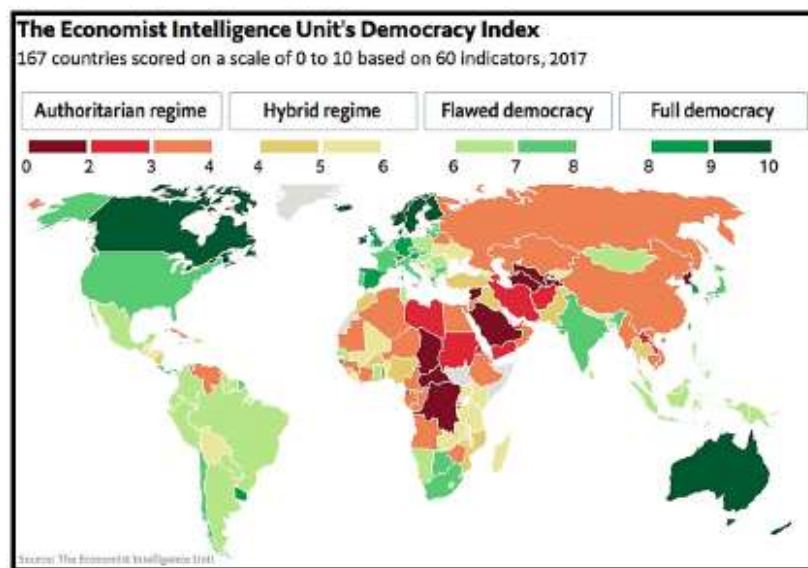 The Economist Intelligence Unit's Democracy Index
167 countries scored on a scale of 0 to 10 based on 60 indicators, 2017
Authoritarian regime Hybrid regime Flawed democracy Full democracy
0 2 3 4 4 5 6 6 7 8 8 9 10
Source: The Economist Intelligence Unit